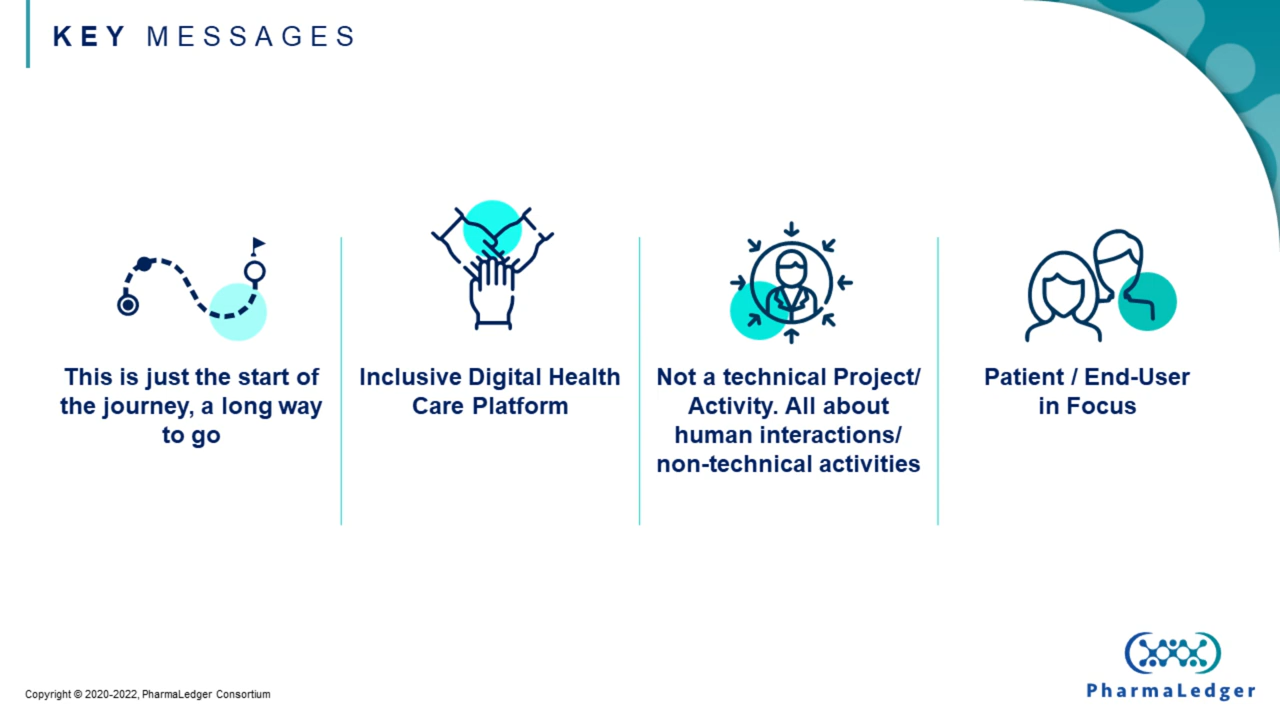 KEY MESSAGES
This is just the start of
the journey, a long way
to go
Inclusive Digital Health
Care Platform
Not a technical Project/
Activity. All about
human interactions/
non-technical activities
Patient / End-User
in Focus
Copyright © 2020-2022, PharmaLedger Consortium
PharmaLedger